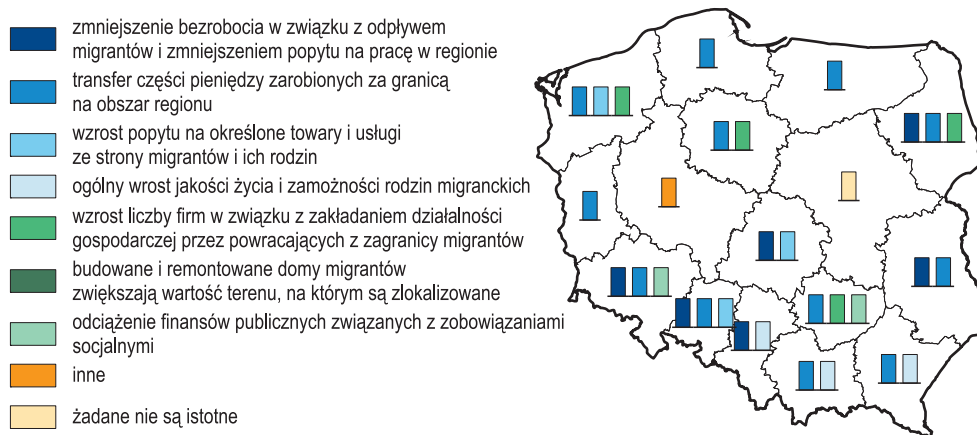 zmniejszenie bezrobocia w związku z odpływem
migrantów i zmniejszeniem popytu na pracę w regionie
transfer części pieniędzy zarobionych za granicą
na obszar regionu
wzrost popytu na określone towary i usługi
ze strony migrantów i ich rodzin
ogólny wrost jakości życia i zamożności rodzin migranckich
wzrost liczby firm w związku z zakładaniem działalności
gospodarczej przez powracających z zagranicy migrantów
budowane i remontowane domy migrantów
zwiększają wartość terenu, na którym są zlokalizowane
odciążenie finansów publicznych związanych z zobowiązaniami
socjalnymi
inne
żadane nie są istotne